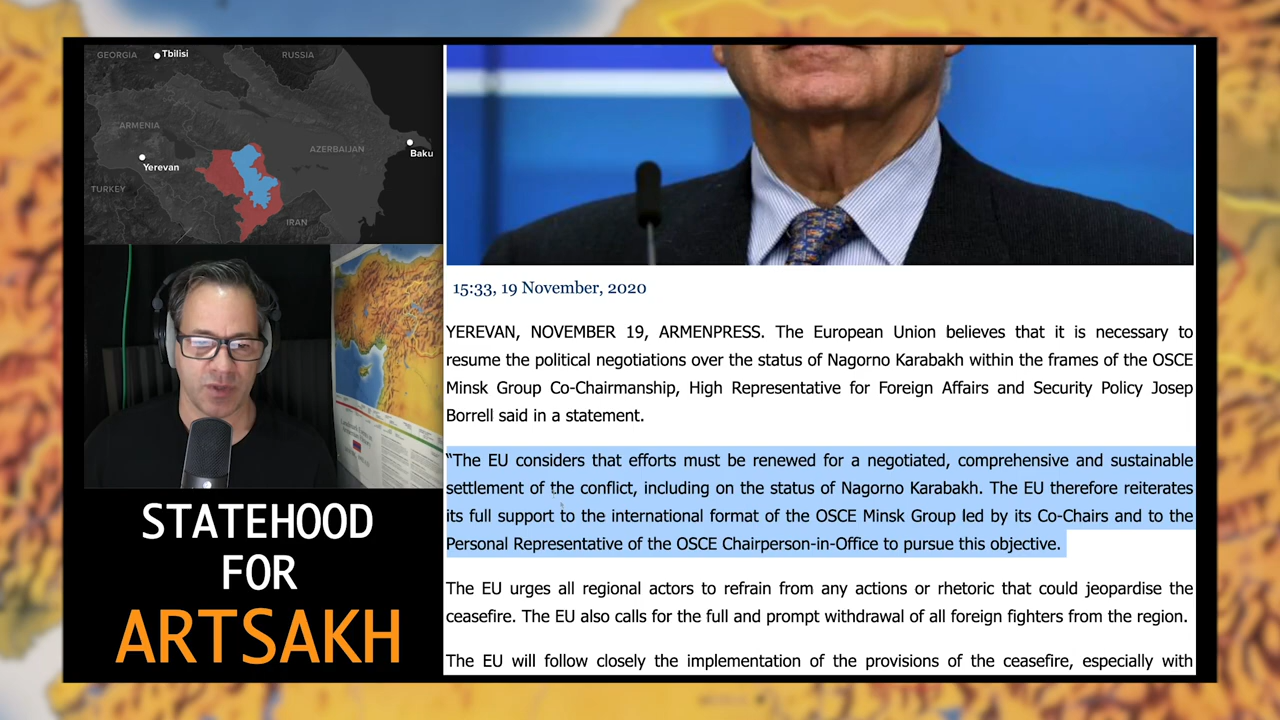 GEORGIA
Tbilisi
RUSSIA
ARMENIA
Yerevan
AZERBAIJAN
Baku
TURKEY
IRAN
STATEHOOD
FOR
ARTSAKH
15:33, 19 November, 2020
YEREVAN, NOVEMBER 19, ARMENPRESS. The European Union believes that it is necessary to
resume the political negotiations over the status of Nagorno Karabakh within the frames of the OSCE
Minsk Group Co-Chairmanship, High Representative for Foreign Affairs and Security Policy Josep
Borrell said in a statement.
“The EU considers that efforts must be renewed for a negotiated, comprehensive and sustainable
settlement of the conflict, including on the status of Nagorno Karabakh. The EU therefore reiterates
its full support to the international format of the OSCE Minsk Group led by its Co-Chairs and to the
Personal Representative of the OSCE Chairperson-in-Office to pursue this objective.
The EU urges all regional actors to refrain from any actions or rhetoric that could jeopardise the
ceasefire. The EU also calls for the full and prompt withdrawal of all foreign fighters from the region.
The EU will follow closely the implementation of the provisions of the ceasefire, especially with